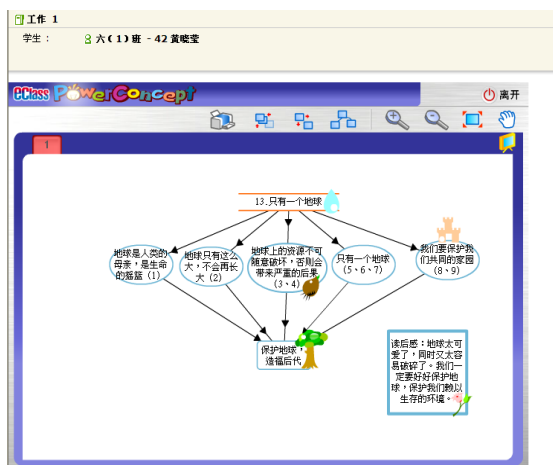 工作 1
学生：
六(1)班 - 42 黄晓莹
eClass PowerConcept
离开
1
13.只有一个地球
地球是人类的
母亲，是生命
的摇篮（1）
地球只有这么
大，不会再长
大（2）
地球上的资源不可
随意破坏，否则会
带来严重的后果
（3、4）
只有一个地球
（5、6、7）
我们要保护我
们共同的家园
（8、9）
保护地球，
造福后代
读后感：地球太可
爱了，同时又太容
易破碎了。我们一
定要好好保护地
球，保护我们赖以
生存的环境。